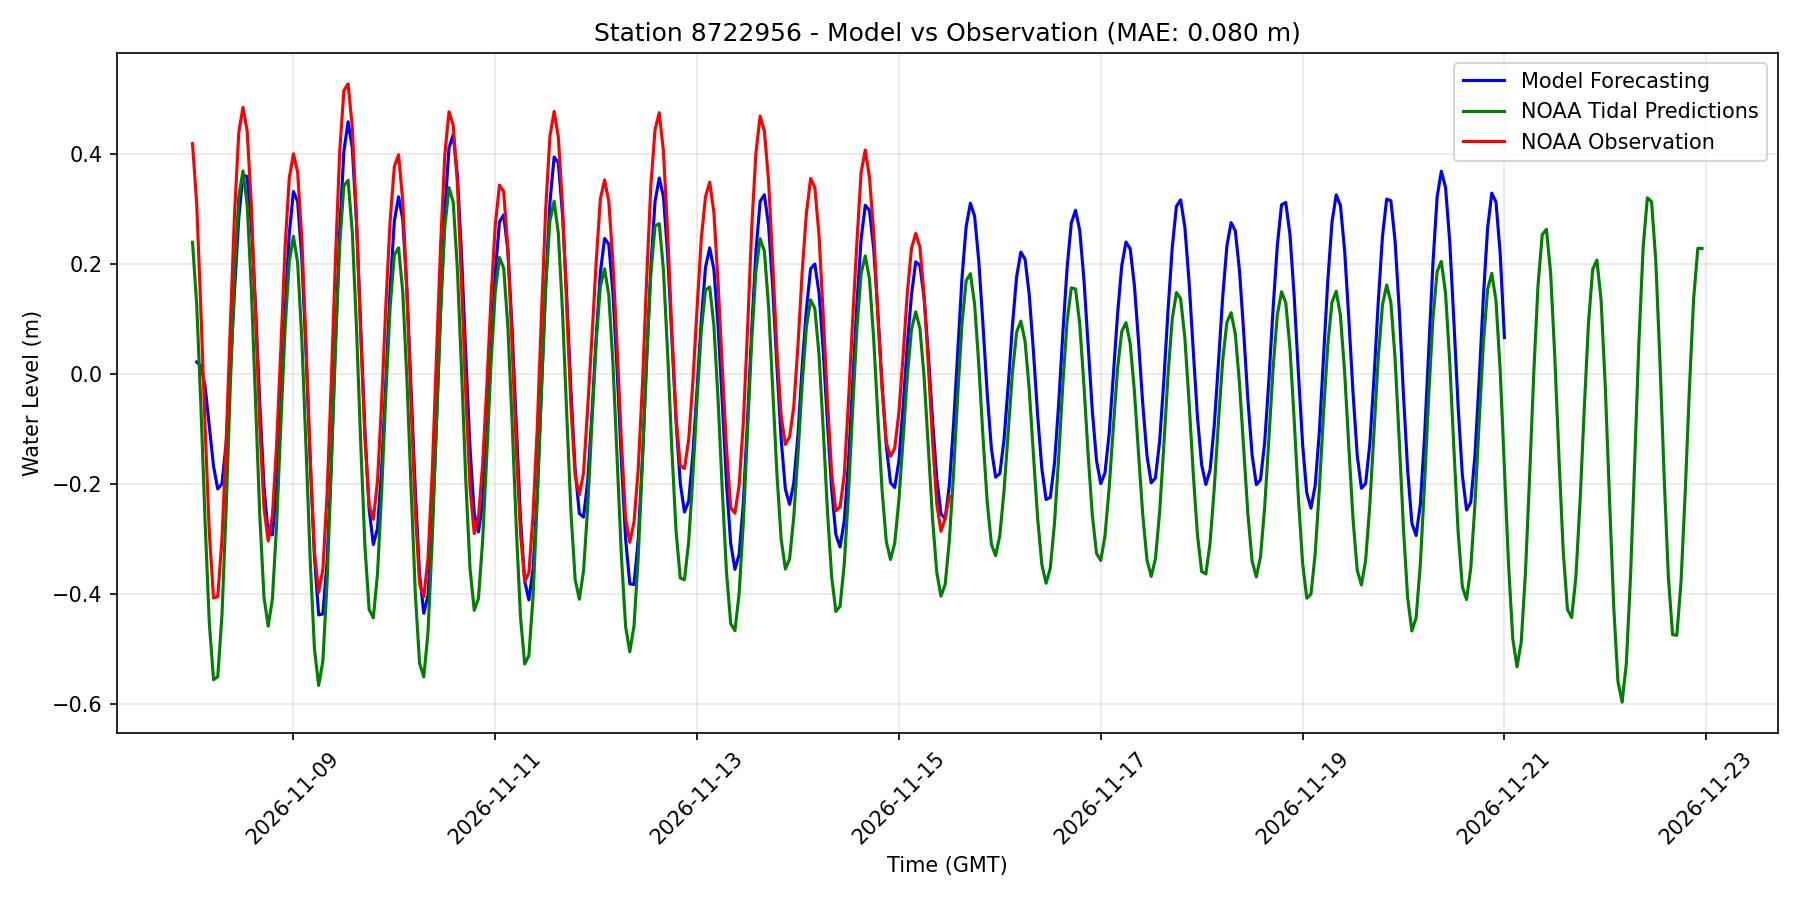 Station 8722956 - Model vs Observation (MAE: 0.080 m)
Model Forecasting
NOAA Tidal Predictions
NOAA Observation
Water Level (m)
0.4
0.2
0.0
−0.2
−0.4
−0.6
2026-11-09
2026-11-11
2026-11-13
2026-11-15
2026-11-17
2026-11-19
2026-11-21
2026-11-23
Time (GMT)